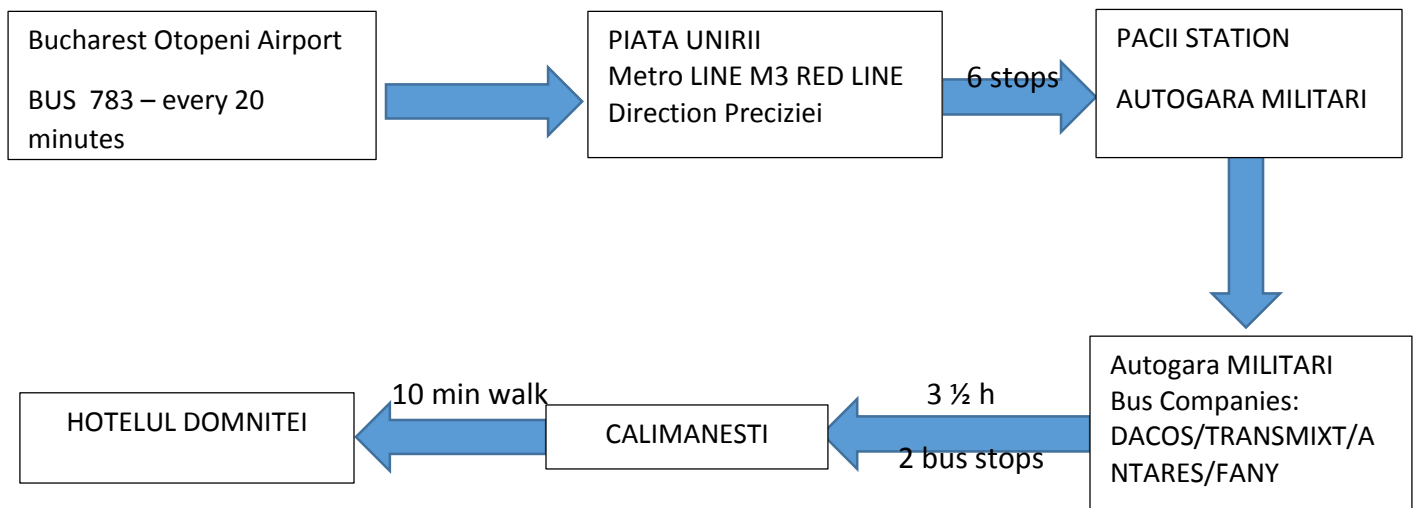 Bucharest Otopeni Airport
BUS 783 – every 20
minutes
PIATA UNIRII
Metro LINE M3 RED LINE
Direction Preciziei
6 stops
PACII STATION
AUTOGARA MILITARI
Autogara MILITARI
Bus Companies:
DACOS/TRANSMIXT/A
NTARES/FANY
3 ½ h
2 bus stops
CALIMANESTI
10 min walk
HOTELUL DOMNITEI